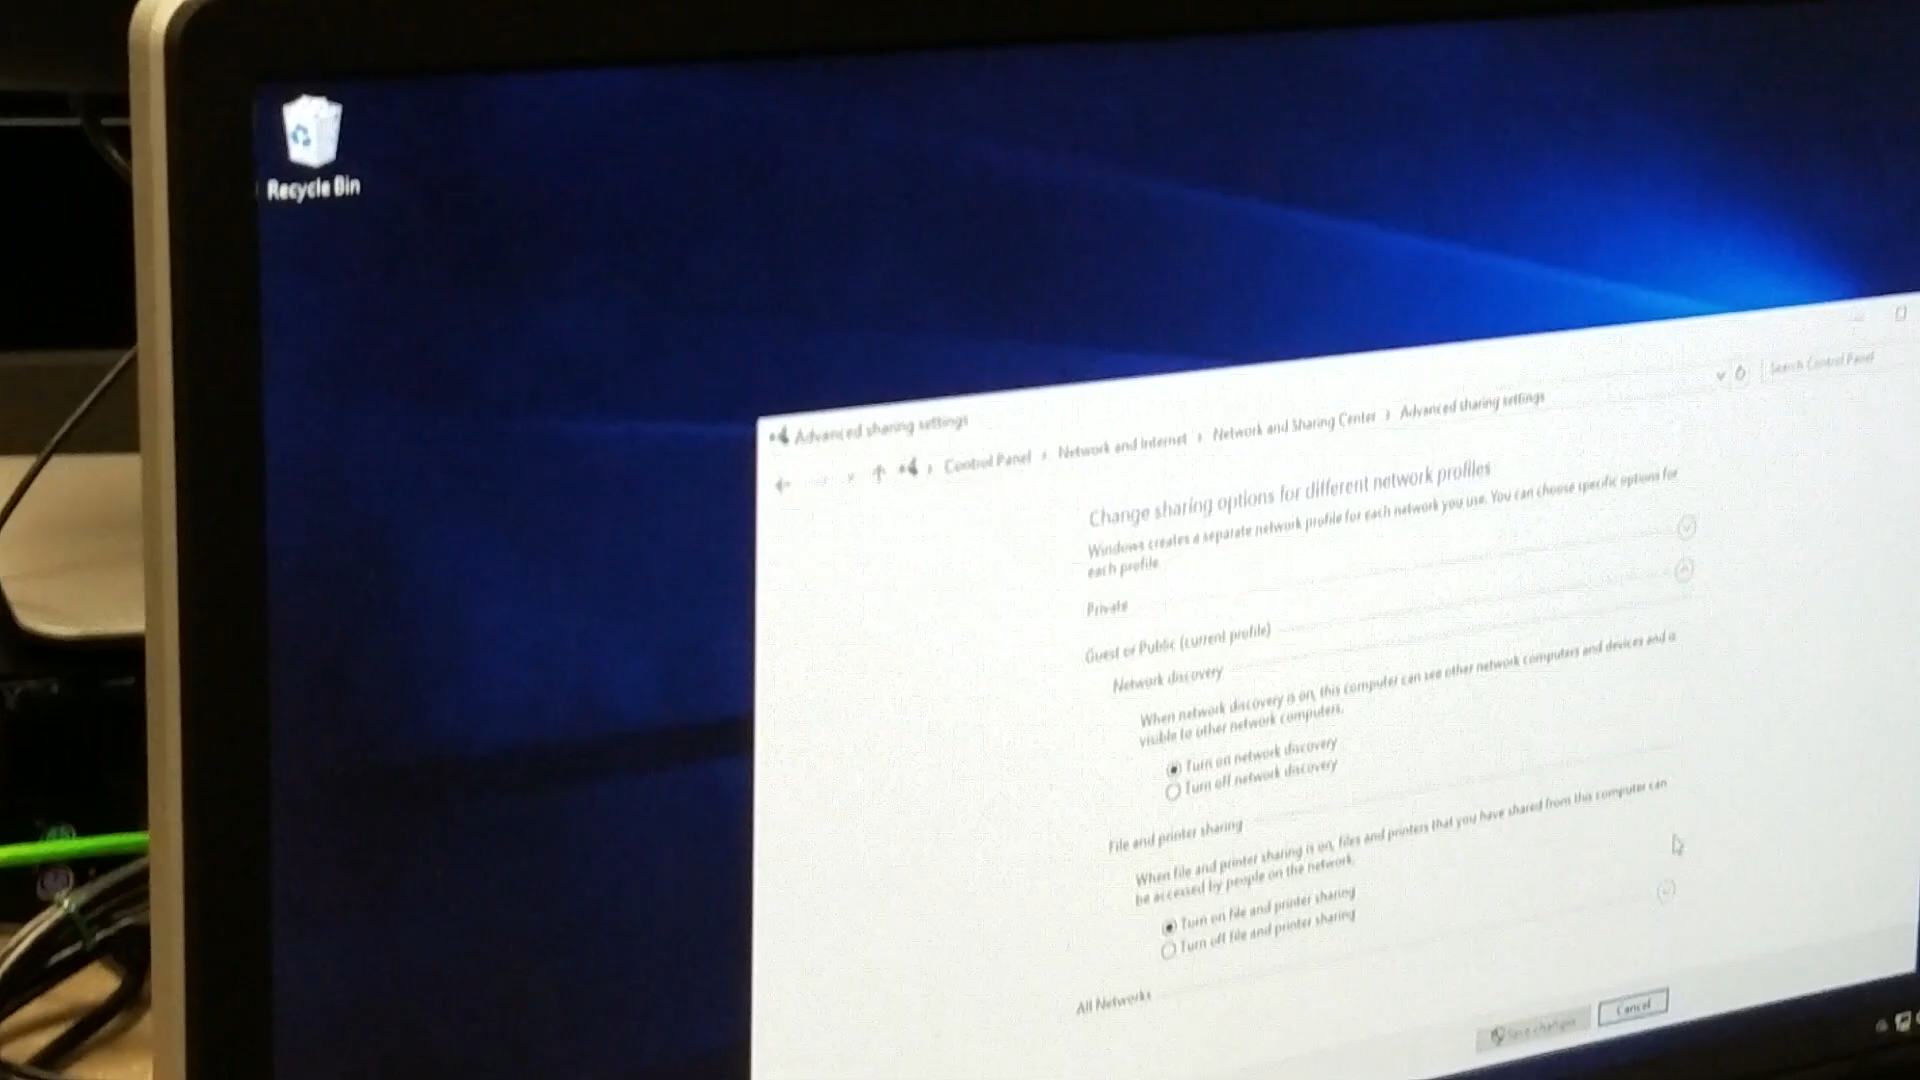 Recycle Bin
Advanced sharing settings
Control Panel › Network and Internet › Network and Sharing Center › Advanced sharing settings
Search Control Panel
Change sharing options for different network profiles
Windows creates a separate network profile for each network you use. You can choose specific options for
each profile.
Private
Guest or Public (current profile)
Network discovery
When network discovery is on, this computer can see other network computers and devices and is
visible to other network computers.
Turn on network discovery
Turn off network discovery
File and printer sharing
When file and printer sharing is on, files and printers that you have shared from this computer can
be accessed by people on the network.
Turn on file and printer sharing
Turn off file and printer sharing
All Networks
Save changes
Cancel